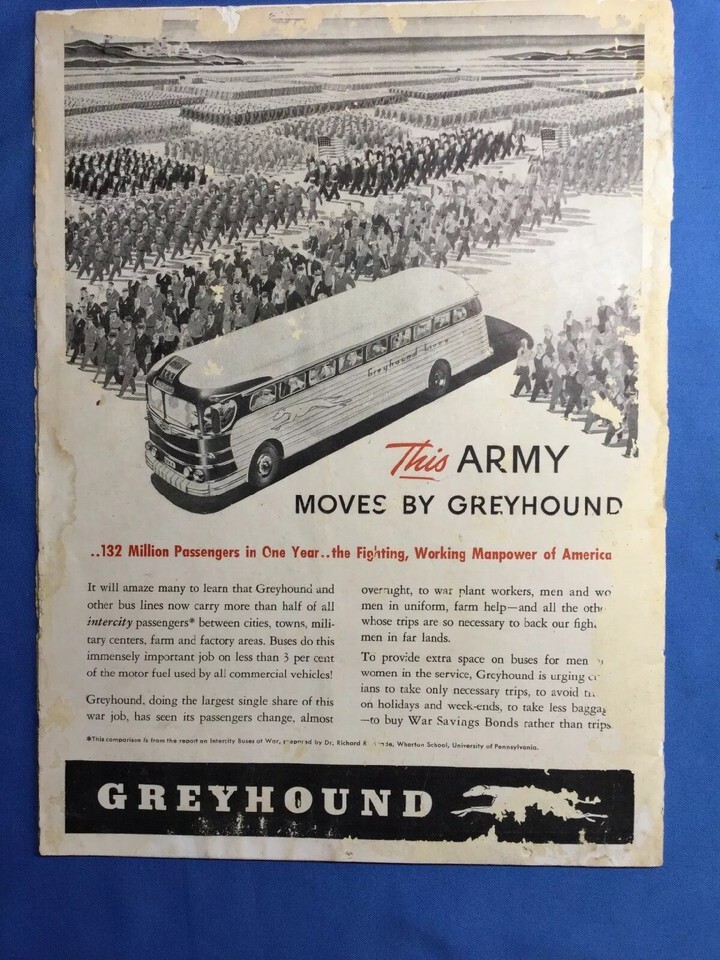 Greyhound Lines
This ARMY
MOVES BY GREYHOUND
..132 Million Passengers in One Year..the Fighting, Working Manpower of America
It will amaze many to learn that Greyhound and
other bus lines now carry more than half of all
intercity passengers* between cities, towns, mili-
tary centers, farm and factory areas. Buses do this
immensely important job on less than 3 per cent
of the motor fuel used by all commercial vehicles!
Greyhound, doing the largest single share of this
war job, has seen its passengers change, almost
overnight, to war plant workers, men and wo
men in uniform, farm help—and all the othe
whose trips are so necessary to back our figh
men in far lands.
To provide extra space on buses for men
women in the service, Greyhound is urging
ians to take only necessary trips, to avoid
on holidays and week-ends, to take less baggag
—to buy War Savings Bonds rather than trips
*This comparison is from the report on Intercity Buses at War, prepared by Dr. Richard Wharton School, University of Pennsylvania.
GREYHOUND